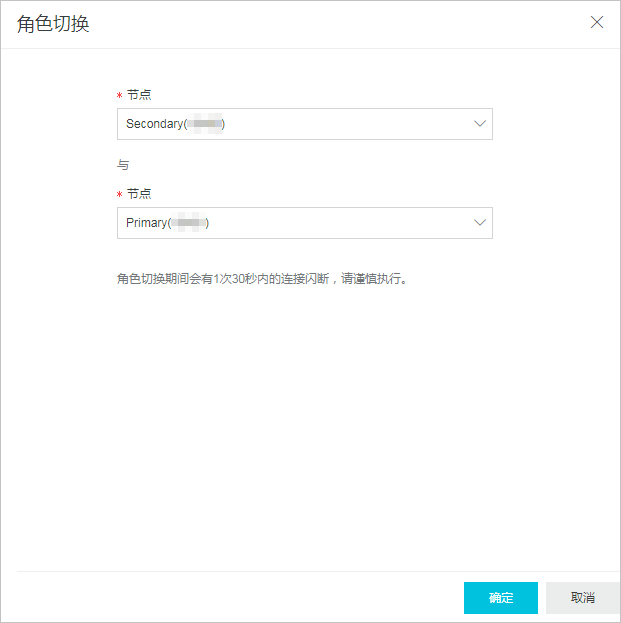 角色切换
* 节点
Secondary( )
与
* 节点
Primary( )
角色切换期间会有1次30秒内的连接闪断，请谨慎执行。
确定
取消